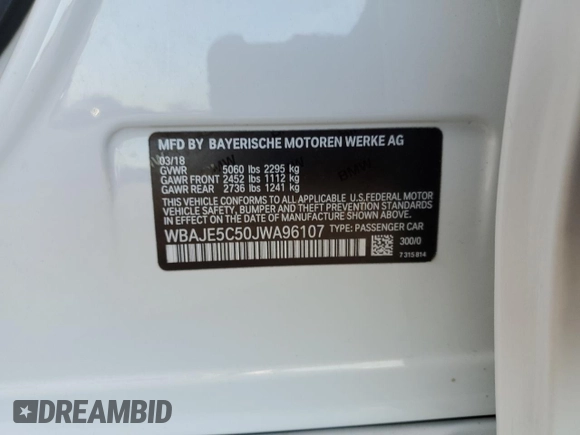 MFD BY BAYERISCHE MOTOREN WERKE AG
03/18
GVWR 5060 lbs 2295 kg
GAWR FRONT 2452 lbs 1112 kg
GAWR REAR 2736 lbs 1241 kg
THIS VEHICLE CONFORMS TO ALL APPLICABLE U.S.FEDERAL MOTOR
VEHICLE SAFETY, BUMPER, AND THEFT PREVENTION STANDARDS
IN EFFECT ON THE DATE OF MANUFACTURE SHOWN ABOVE.
WBAJE5C50JWA96107 TYPE: PASSENGER CAR
300/0
7 315 814
DREAMBID